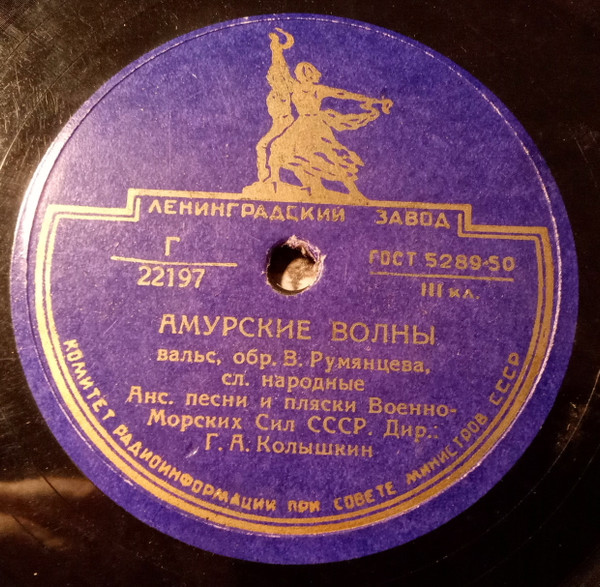 ЛЕНИНГРАДСКИЙ ЗАВОД
Г
22197
ГОСТ 5289-50
III кл.
АМУРСКИЕ ВОЛНЫ
вальс, обр. В. Румянцева,
сл. народные
Анс. песни и пляски Военно-
Морских Сил СССР. Дир.:
Г. А. Колышкин
КОМИТЕТ РАДИОИНФОРМАЦИИ ПРИ СОВЕТЕ МИНИСТРОВ СССР